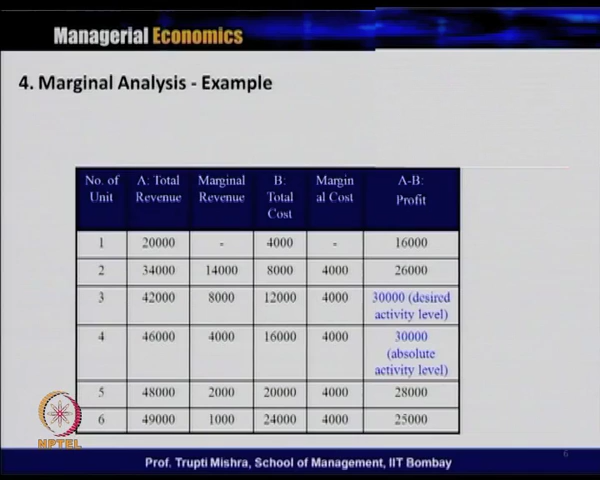 Managerial Economics
4. Marginal Analysis - Example
No. of Unit | A: Total Revenue | Marginal Revenue | B: Total Cost | Margin al Cost | A-B: Profit
1 | 20000 | - | 4000 | - | 16000
2 | 34000 | 14000 | 8000 | 4000 | 26000
3 | 42000 | 8000 | 12000 | 4000 | 30000 (desired activity level)
4 | 46000 | 4000 | 16000 | 4000 | 30000 (absolute activity level)
5 | 48000 | 2000 | 20000 | 4000 | 28000
6 | 49000 | 1000 | 24000 | 4000 | 25000
NPTEL
6
Prof. Trupti Mishra, School of Management, IIT Bombay